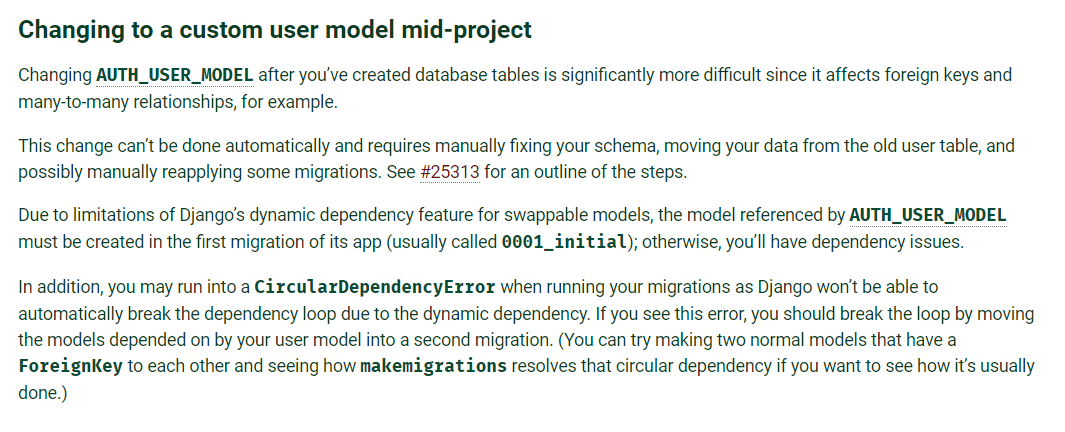 Changing to a custom user model mid-project
Changing AUTH_USER_MODEL after you’ve created database tables is significantly more difficult since it affects foreign keys and
many-to-many relationships, for example.
This change can’t be done automatically and requires manually fixing your schema, moving your data from the old user table, and
possibly manually reapplying some migrations. See #25313 for an outline of the steps.
Due to limitations of Django’s dynamic dependency feature for swappable models, the model referenced by AUTH_USER_MODEL
must be created in the first migration of its app (usually called 0001_initial); otherwise, you’ll have dependency issues.
In addition, you may run into a CircularDependencyError when running your migrations as Django won’t be able to
automatically break the dependency loop due to the dynamic dependency. If you see this error, you should break the loop by moving
the models depended on by your user model into a second migration. (You can try making two normal models that have a
ForeignKey to each other and seeing how makemigrations resolves that circular dependency if you want to see how it’s usually
done.)